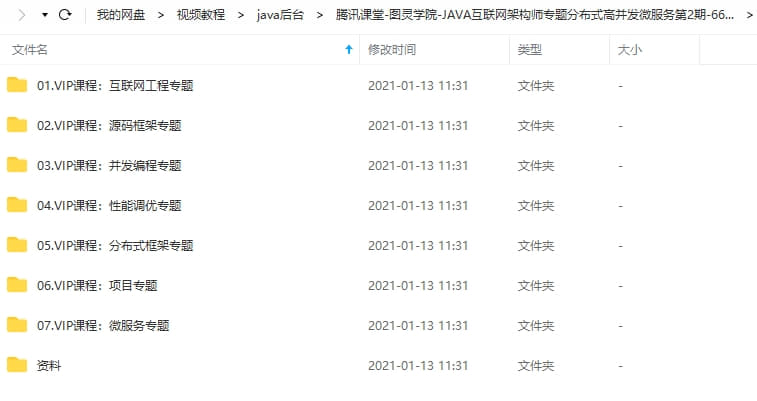 我的网盘 > 视频教程 > java后台 > 腾讯课堂-图灵学院-JAVA互联网架构师专题分布式高并发微服务第2期-66... >
文件名 修改时间 类型 大小
01.VIP课程：互联网工程专题 2021-01-13 11:31 文件夹 -
02.VIP课程：源码框架专题 2021-01-13 11:31 文件夹 -
03.VIP课程：并发编程专题 2021-01-13 11:31 文件夹 -
04.VIP课程：性能调优专题 2021-01-13 11:31 文件夹 -
05.VIP课程：分布式框架专题 2021-01-13 11:31 文件夹 -
06.VIP课程：项目专题 2021-01-13 11:31 文件夹 -
07.VIP课程：微服务专题 2021-01-13 11:31 文件夹 -
资料 2021-01-13 11:31 文件夹 -